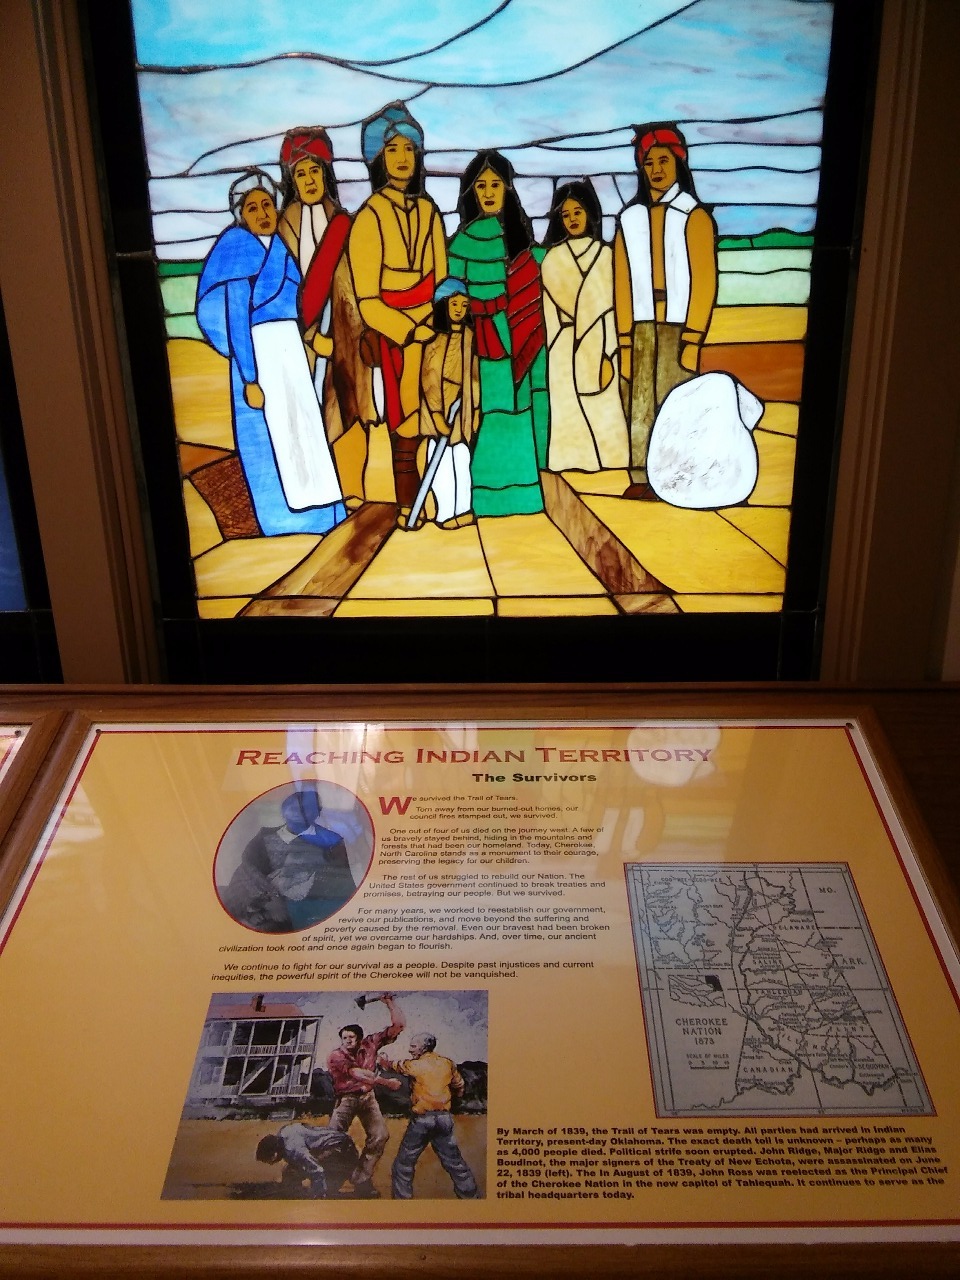 REACHING INDIAN TERRITORY
The Survivors
We survived the Trail of Tears.
Torn away from our burned-out homes, our
council fires stamped out, we survived.
One out of four of us died on the journey west. A few of
us bravely stayed behind, hiding in the mountains and
forests that had been our homeland. Today, Cherokee,
North Carolina stands as a monument to their courage,
preserving the legacy for our children.
The rest of us struggled to rebuild our Nation. The
United States government continued to break treaties and
promises, betraying our people. But we survived.
For many years, we worked to reestablish our government,
revive our publications, and move beyond the suffering and
poverty caused by the removal. Even our bravest had been broken
of spirit, yet we overcame our hardships. And, over time, our ancient
civilization took root and once again began to flourish.
We continue to fight for our survival as a people. Despite past injustices and current
inequities, the powerful spirit of the Cherokee will not be vanquished.
MO.
DELAWARE
ARK.
SALINE
TAHLEQUAH
CHEROKEE
NATION
1873
SCALE OF MILES
ILLINOIS
SEQUOYAH
CANADIAN
By March of 1839, the Trail of Tears was empty. All parties had arrived in Indian
Territory, present-day Oklahoma. The exact death toll is unknown – perhaps as many
as 4,000 people died. Political strife soon erupted. John Ridge, Major Ridge and Elias
Boudinot, the major signers of the Treaty of New Echota, were assassinated on June
22, 1839 (left). The In August of 1839, John Ross was reelected as the Principal Chief
of the Cherokee Nation in the new capitol of Tahlequah. It continues to serve as the
tribal headquarters today.